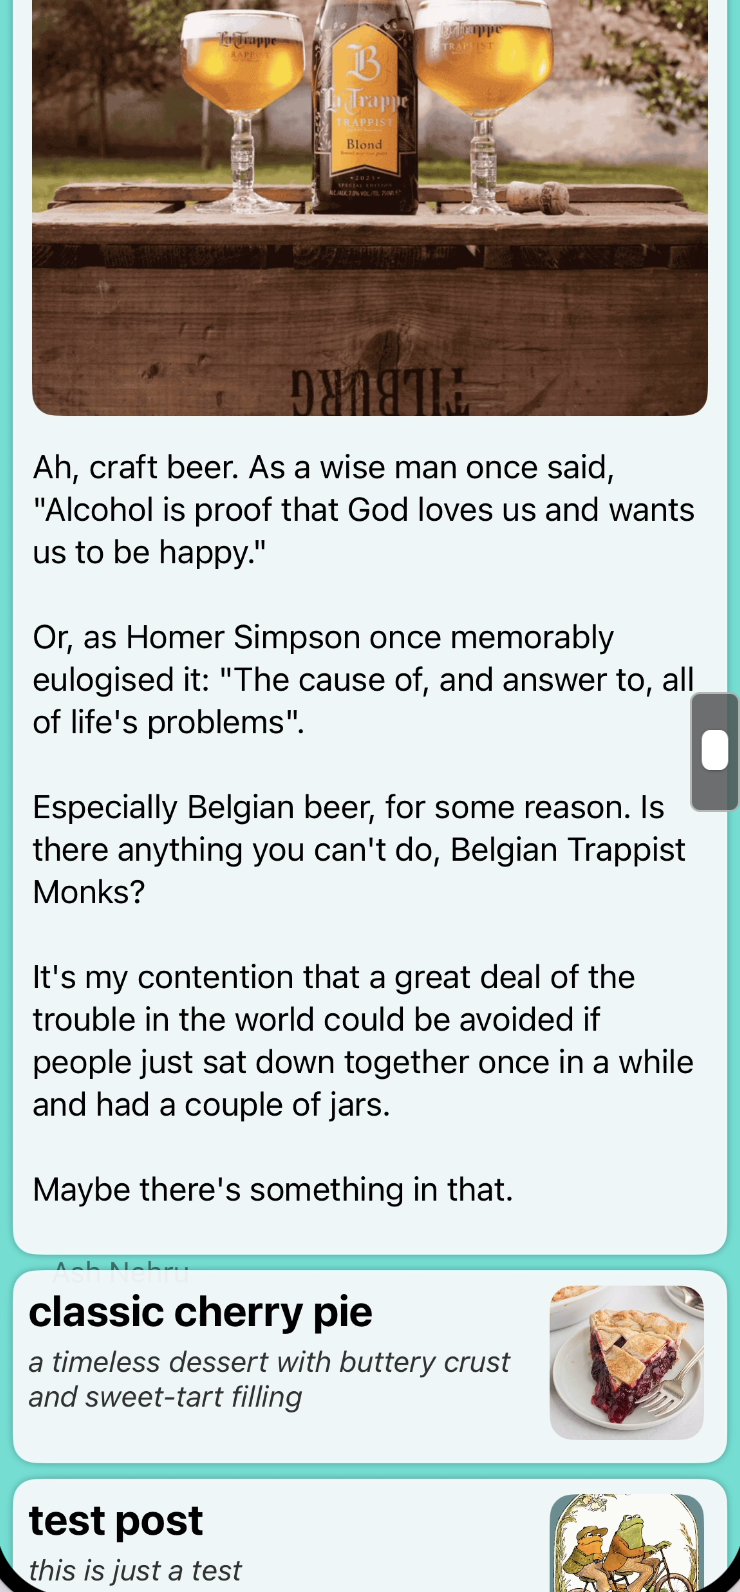 La Trappe
TRAPPIST
B
La Trappe
TRAPPIST
Blond
La Trappe
TRAPPIST
TILBURG
Ah, craft beer. As a wise man once said,
"Alcohol is proof that God loves us and wants
us to be happy."
Or, as Homer Simpson once memorably
eulogised it: "The cause of, and answer to, all
of life's problems".
Especially Belgian beer, for some reason. Is
there anything you can't do, Belgian Trappist
Monks?
It's my contention that a great deal of the
trouble in the world could be avoided if
people just sat down together once in a while
and had a couple of jars.
Maybe there's something in that.
Ash Nehru
classic cherry pie
a timeless dessert with buttery crust
and sweet-tart filling
test post
this is just a test